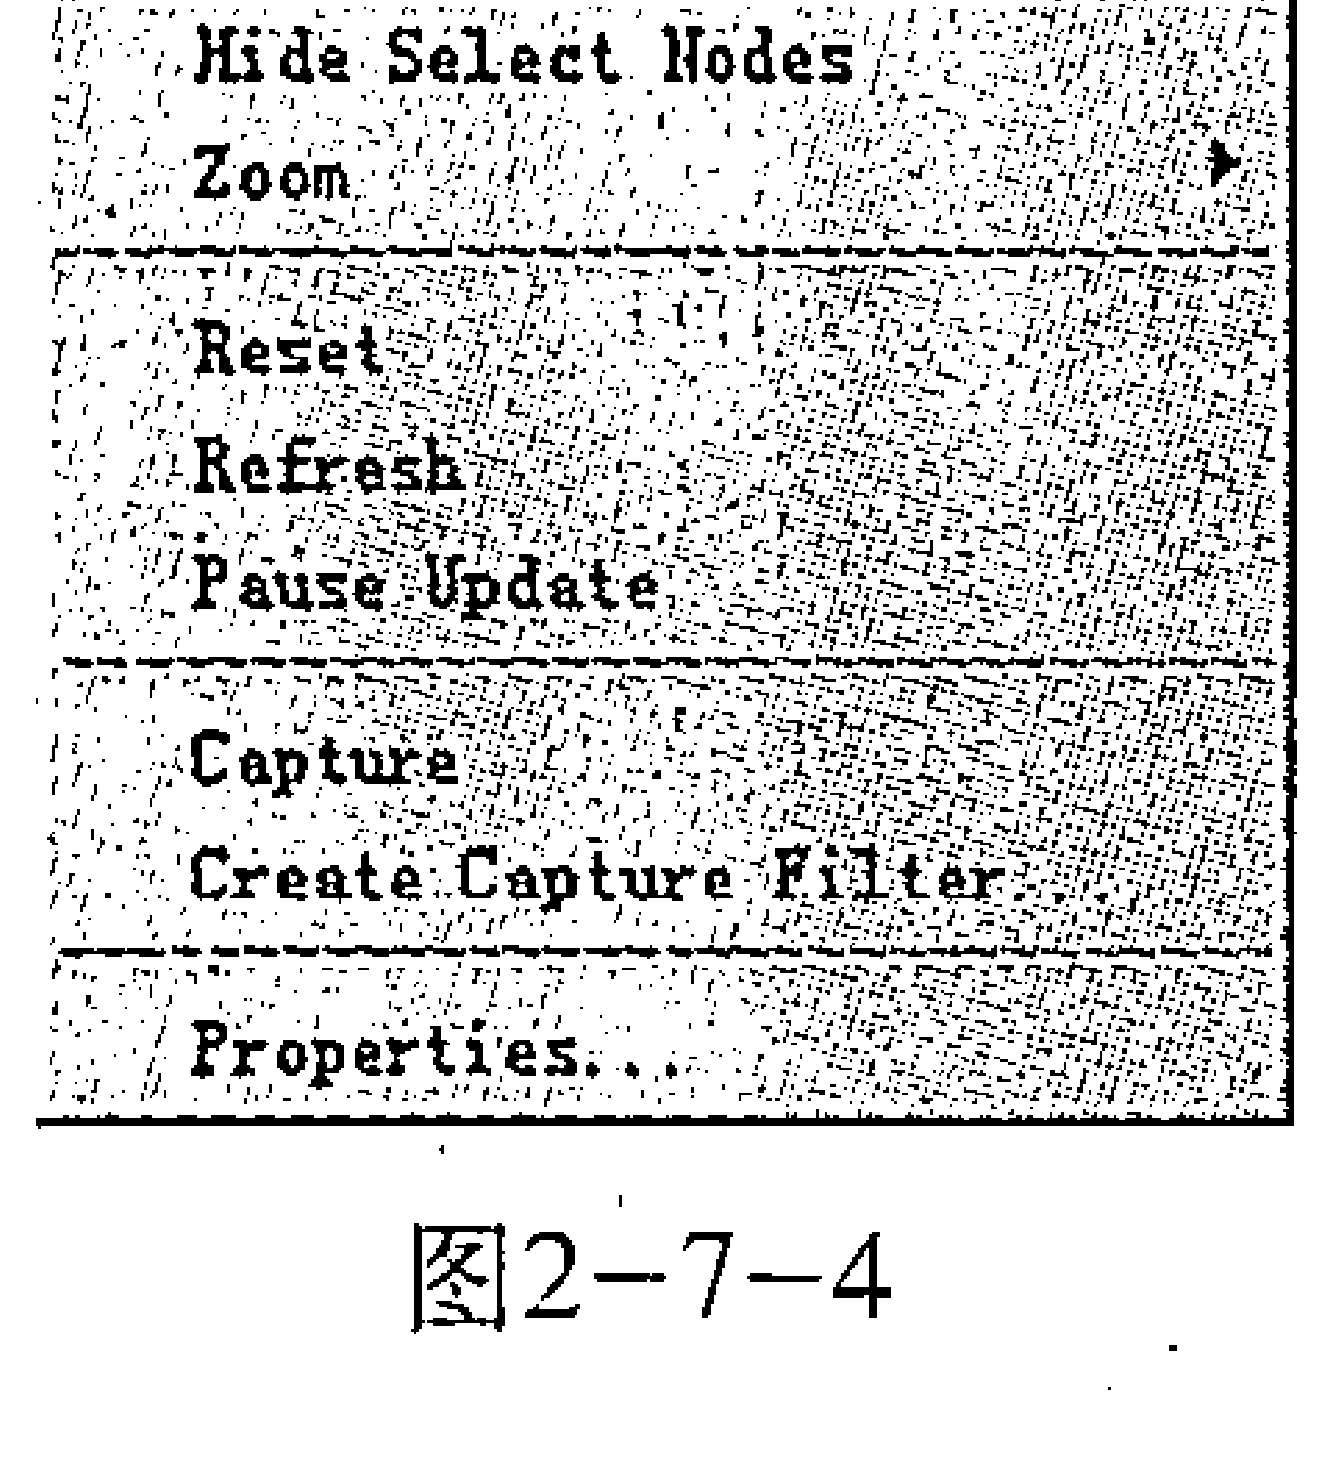 Hide Select Nodes
Zoom
Reset
Refresh
Pause Update
Capture
Create Capture Filter...
Properties...
图2-7-4